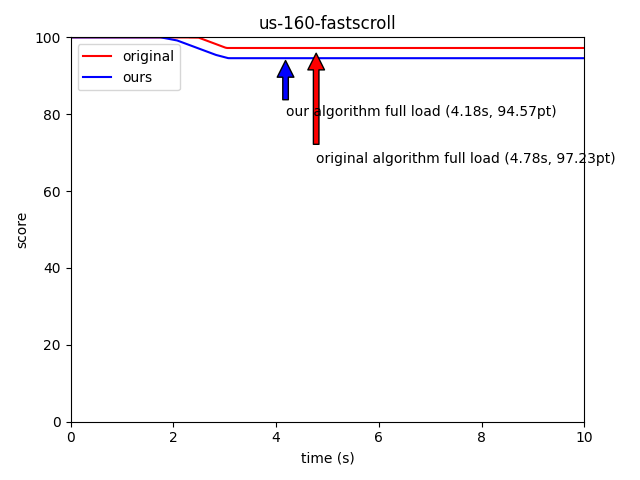 us-160-fastscroll
100
80
60
40
20
0
score
original
ours
our algorithm full load (4.18s, 94.57pt)
original algorithm full load (4.78s, 97.23pt)
0 2 4 6 8 10
time (s)